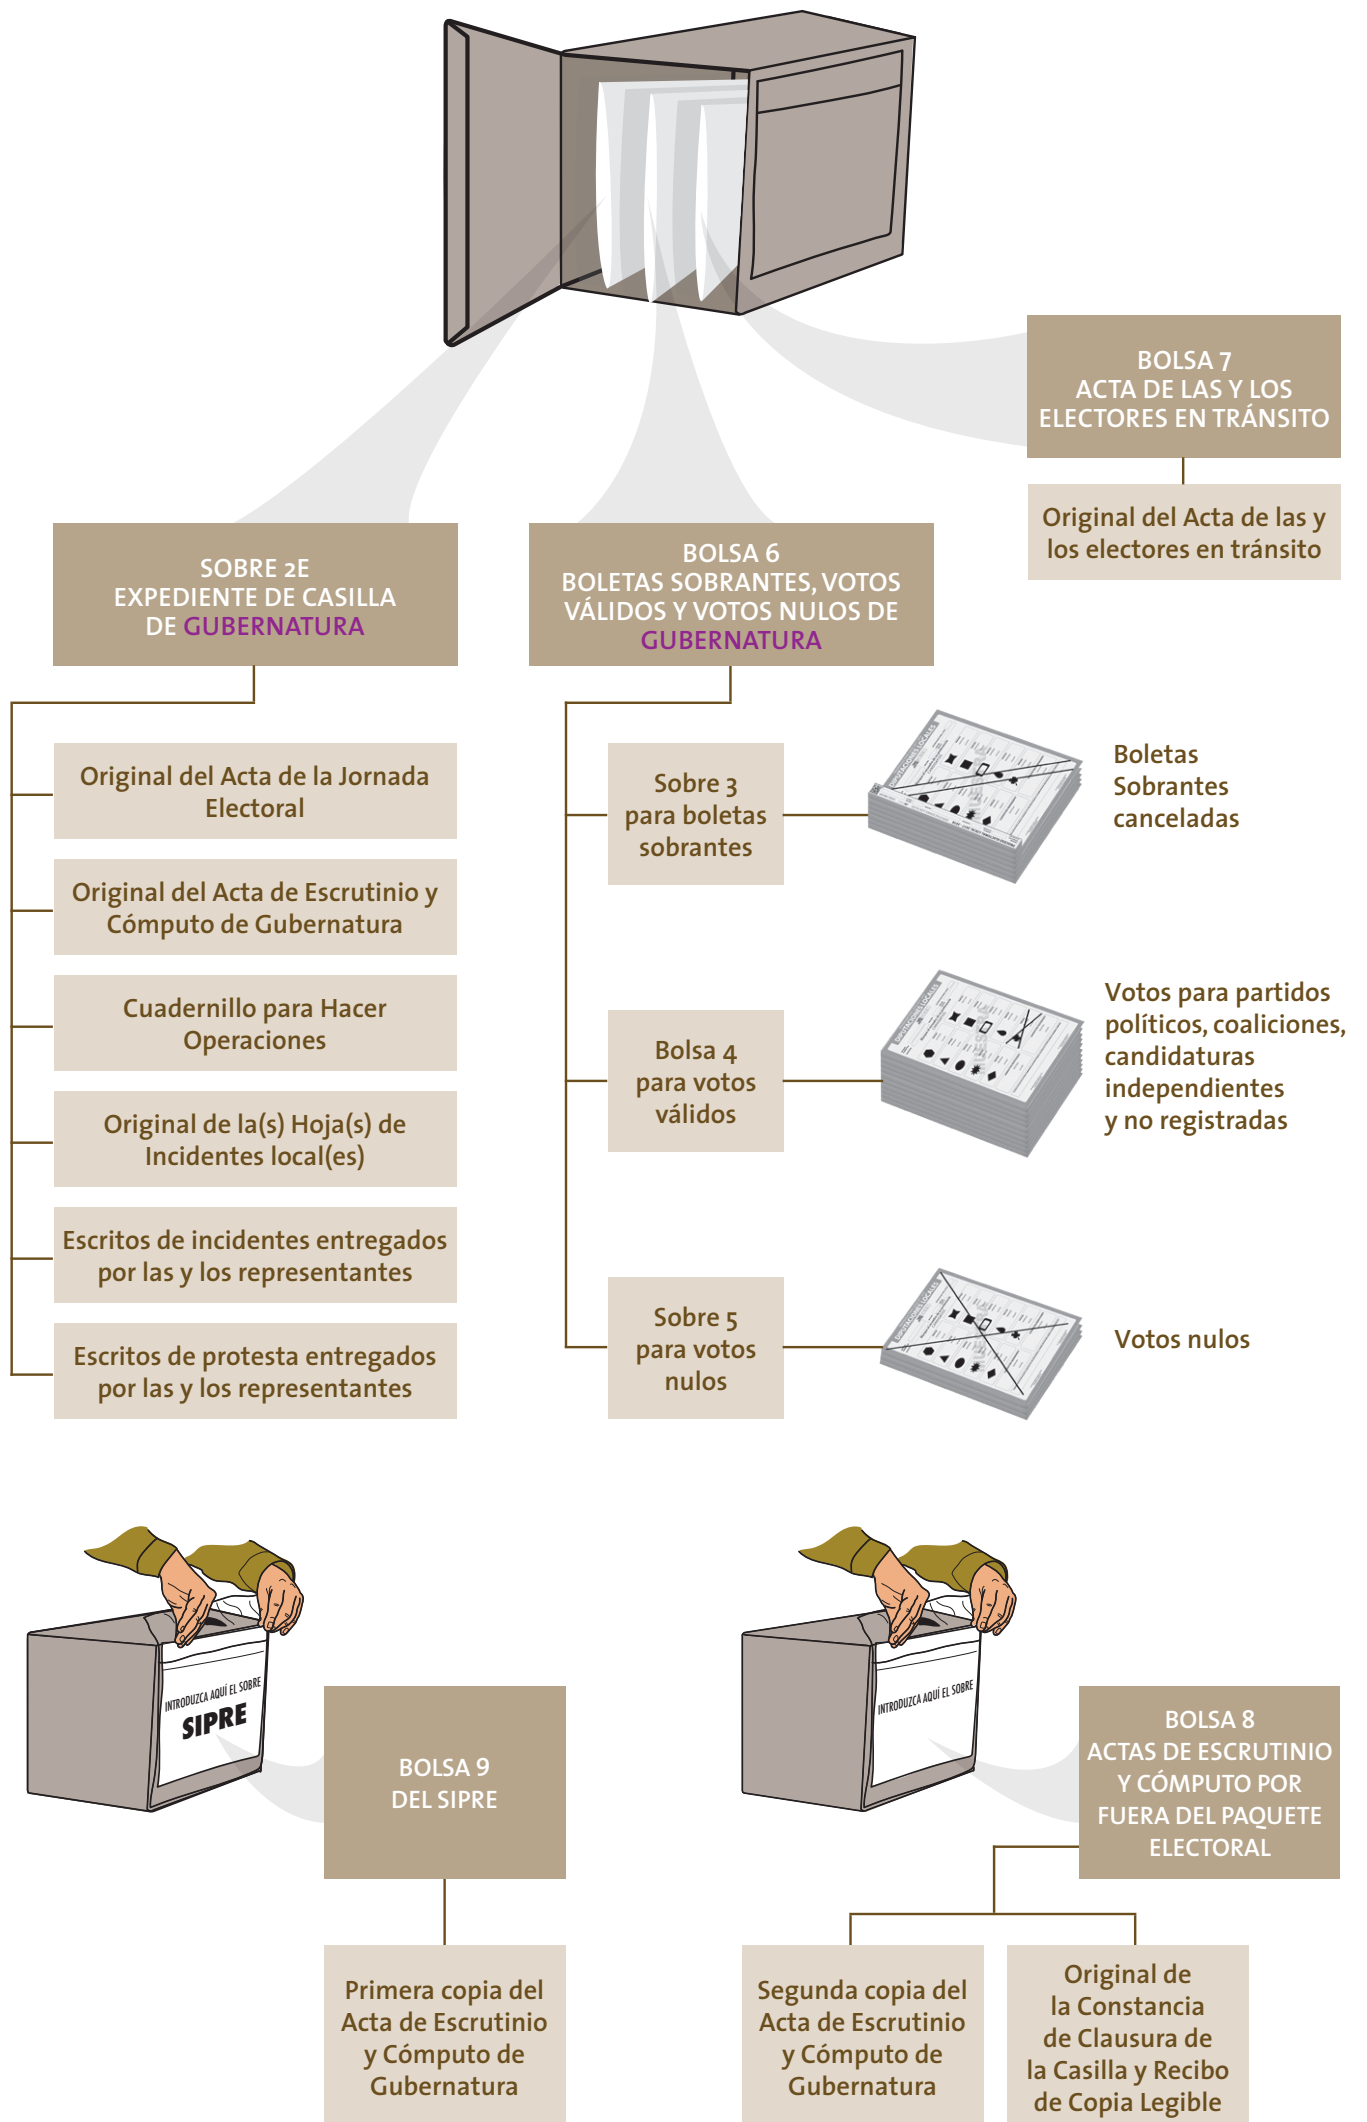 BOLSA 7
ACTA DE LAS Y LOS
ELECTORES EN TRÁNSITO
Original del Acta de las y
los electores en tránsito
SOBRE 2E
EXPEDIENTE DE CASILLA
DE GUBERNATURA
Original del Acta de la Jornada
Electoral
Original del Acta de Escrutinio y
Cómputo de Gubernatura
Cuadernillo para Hacer
Operaciones
Original de la(s) Hoja(s) de
Incidentes local(es)
Escritos de incidentes entregados
por las y los representantes
Escritos de protesta entregados
por las y los representantes
BOLSA 6
BOLETAS SOBRANTES, VOTOS
VÁLIDOS Y VOTOS NULOS DE
GUBERNATURA
Sobre 3
para boletas
sobrantes
DIPUTACIONES LOCALES
Boletas
Sobrantes
canceladas
Bolsa 4
para votos
válidos
DIPUTACIONES LOCALES
Votos para partidos
políticos, coaliciones,
candidaturas
independientes
y no registradas
Sobre 5
para votos
nulos
DIPUTACIONES LOCALES
Votos nulos
INTRODUZCA AQUÍ EL SOBRE
SIPRE
BOLSA 9
DEL SIPRE
Primera copia del
Acta de Escrutinio
y Cómputo de
Gubernatura
INTRODUZCA AQUÍ EL SOBRE
BOLSA 8
ACTAS DE ESCRUTINIO
Y CÓMPUTO POR
FUERA DEL PAQUETE
ELECTORAL
Segunda copia del
Acta de Escrutinio
y Cómputo de
Gubernatura
Original de
la Constancia
de Clausura de
la Casilla y Recibo
de Copia Legible